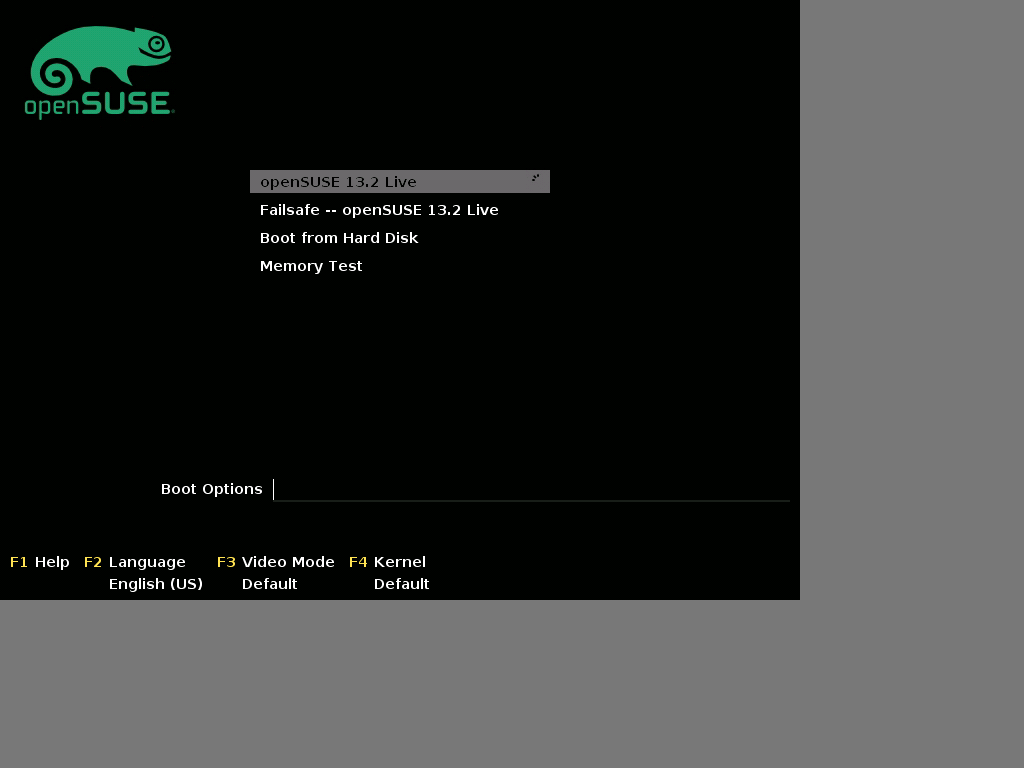 openSUSE
openSUSE 13.2 Live
Failsafe -- openSUSE 13.2 Live
Boot from Hard Disk
Memory Test
Boot Options
F1 Help F2 Language F3 Video Mode F4 Kernel
English (US) Default Default